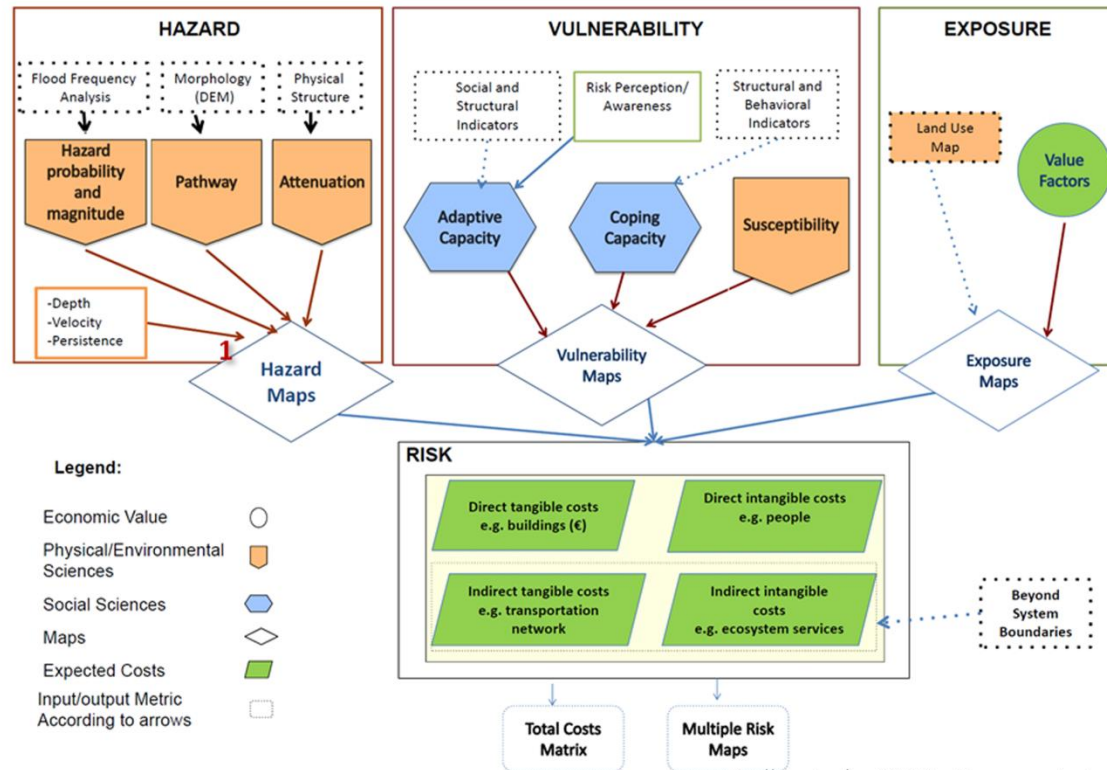 HAZARD
Flood Frequency
Analysis
Morphology
(DEM)
Physical
Structure
Hazard
probability
and
magnitude
Pathway
Attenuation
-Depth
-Velocity
-Persistence
1
Hazard
Maps
VULNERABILITY
Social and
Structural
Indicators
Risk Perception/
Awareness
Structural and
Behavioral
Indicators
Adaptive
Capacity
Coping
Capacity
Susceptibility
Vulnerability
Maps
EXPOSURE
Land Use
Map
Value
Factors
Exposure
Maps
RISK
Direct tangible costs
e.g. buildings (€)
Direct intangible costs
e.g. people
Indirect tangible costs
e.g. transportation
network
Indirect intangible
costs
e.g. ecosystem services
Beyond
System
Boundaries
Total Costs
Matrix
Multiple Risk
Maps
Legend:
Economic Value
Physical/Environmental
Sciences
Social Sciences
Maps
Expected Costs
Input/output Metric
According to arrows